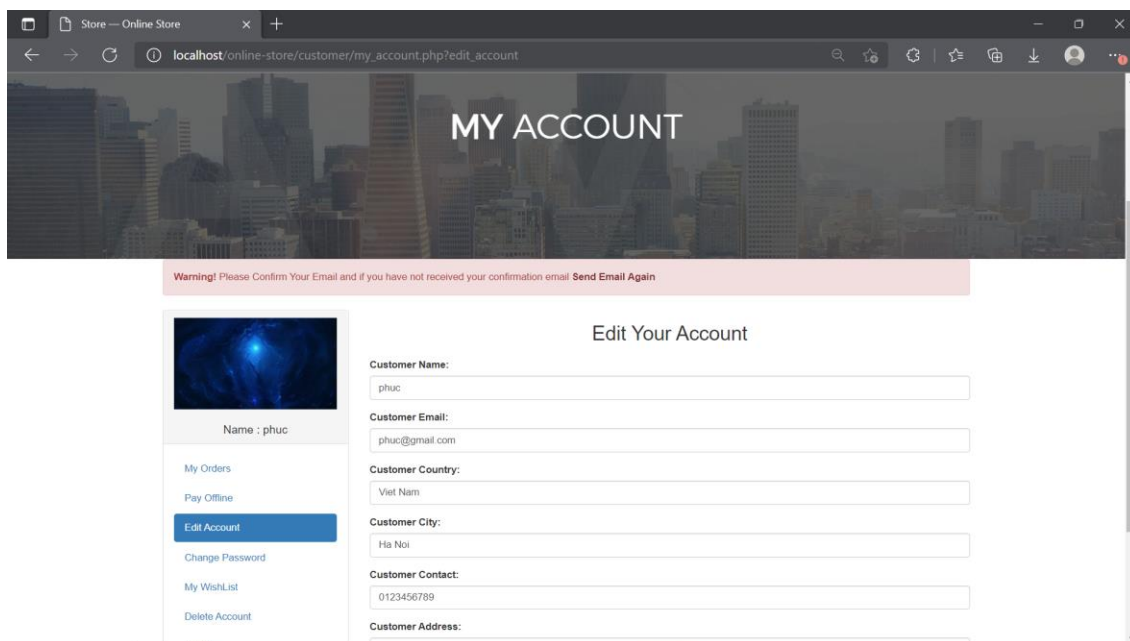 Store — Online Store
localhost/online-store/customer/my_account.php?edit_account
MY ACCOUNT
Warning! Please Confirm Your Email and if you have not received your confirmation email Send Email Again
Name : phuc
My Orders
Pay Offline
Edit Account
Change Password
My WishList
Delete Account
Edit Your Account
Customer Name:
phuc
Customer Email:
phuc@gmail.com
Customer Country:
Viet Nam
Customer City:
Ha Noi
Customer Contact:
0123456789
Customer Address: